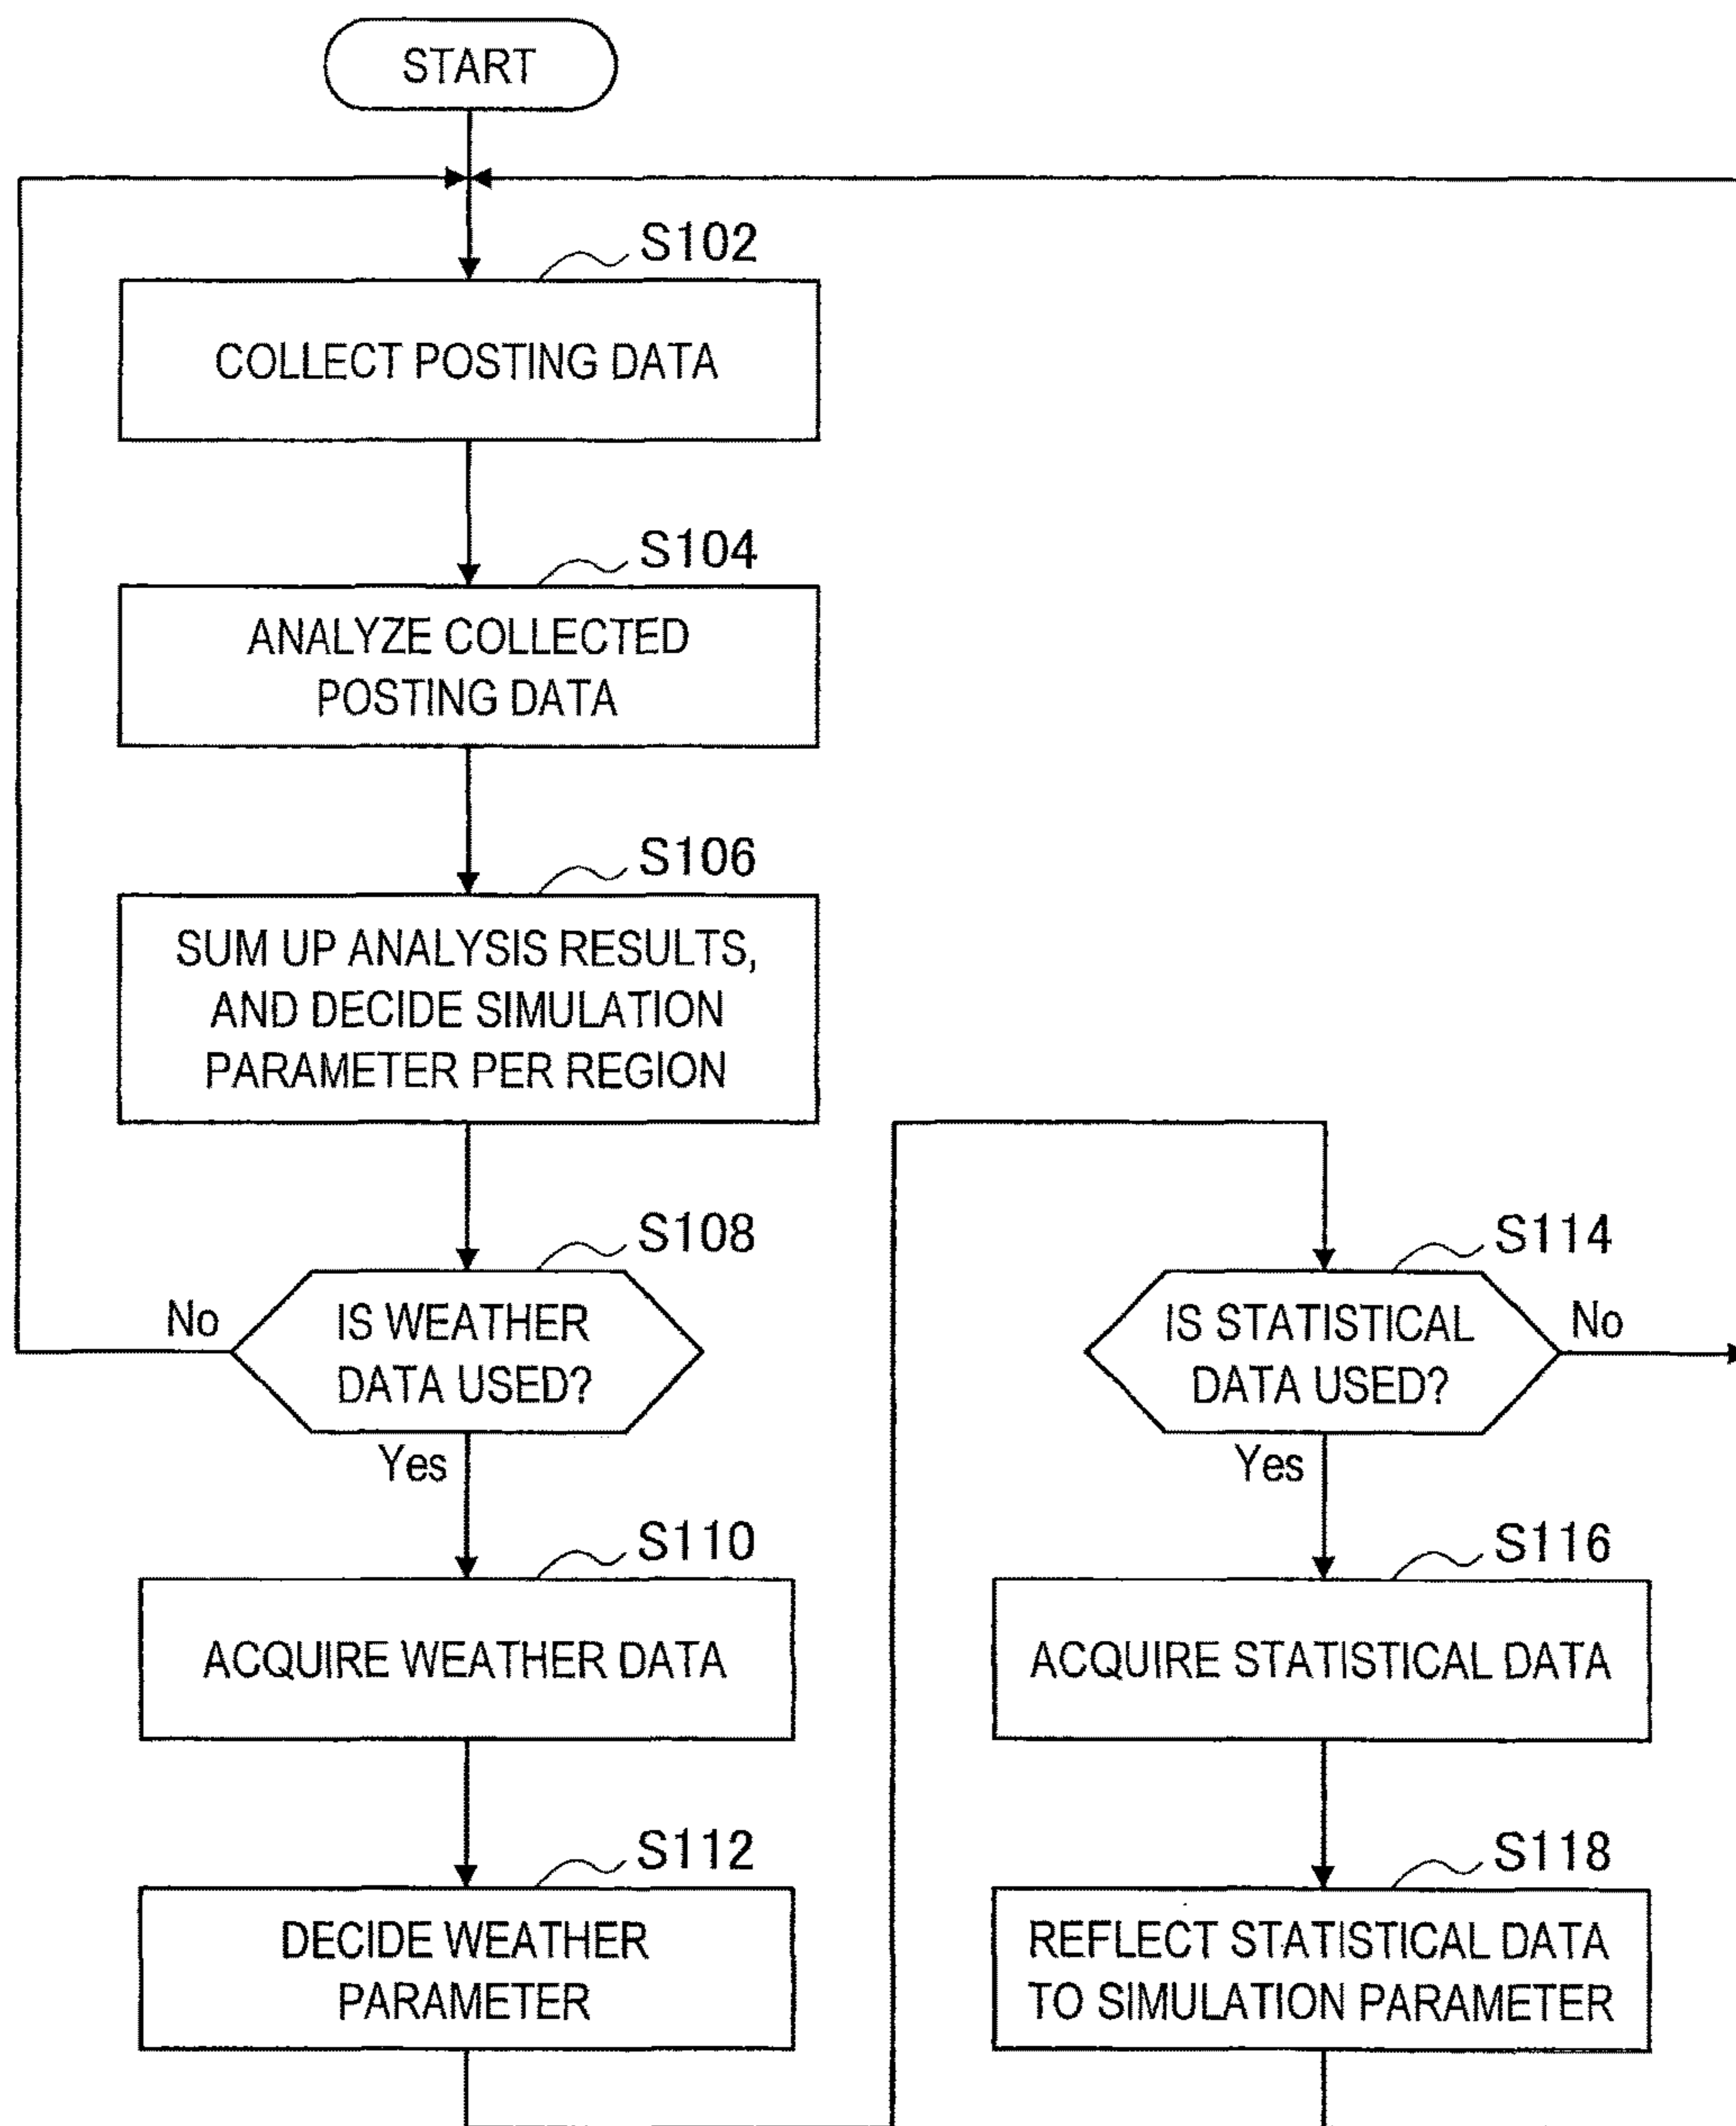 START
S102
COLLECT POSTING DATA
S104
ANALYZE COLLECTED
POSTING DATA
S106
SUM UP ANALYSIS RESULTS,
AND DECIDE SIMULATION
PARAMETER PER REGION
S108
No
IS WEATHER
DATA USED?
Yes
S110
ACQUIRE WEATHER DATA
S112
DECIDE WEATHER
PARAMETER
S114
IS STATISTICAL
DATA USED?
No
Yes
S116
ACQUIRE STATISTICAL DATA
S118
REFLECT STATISTICAL DATA
TO SIMULATION PARAMETER